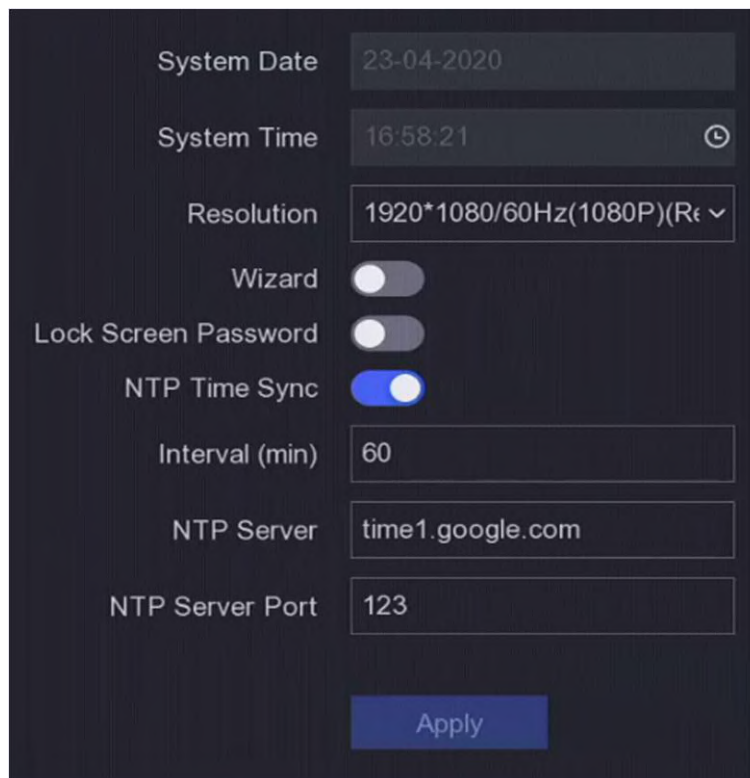 System Date 23-04-2020
System Time 16:58:21
Resolution 1920*1080/60Hz(1080P)(Re
Wizard
Lock Screen Password
NTP Time Sync
Interval (min) 60
NTP Server time1.google.com
NTP Server Port 123
Apply